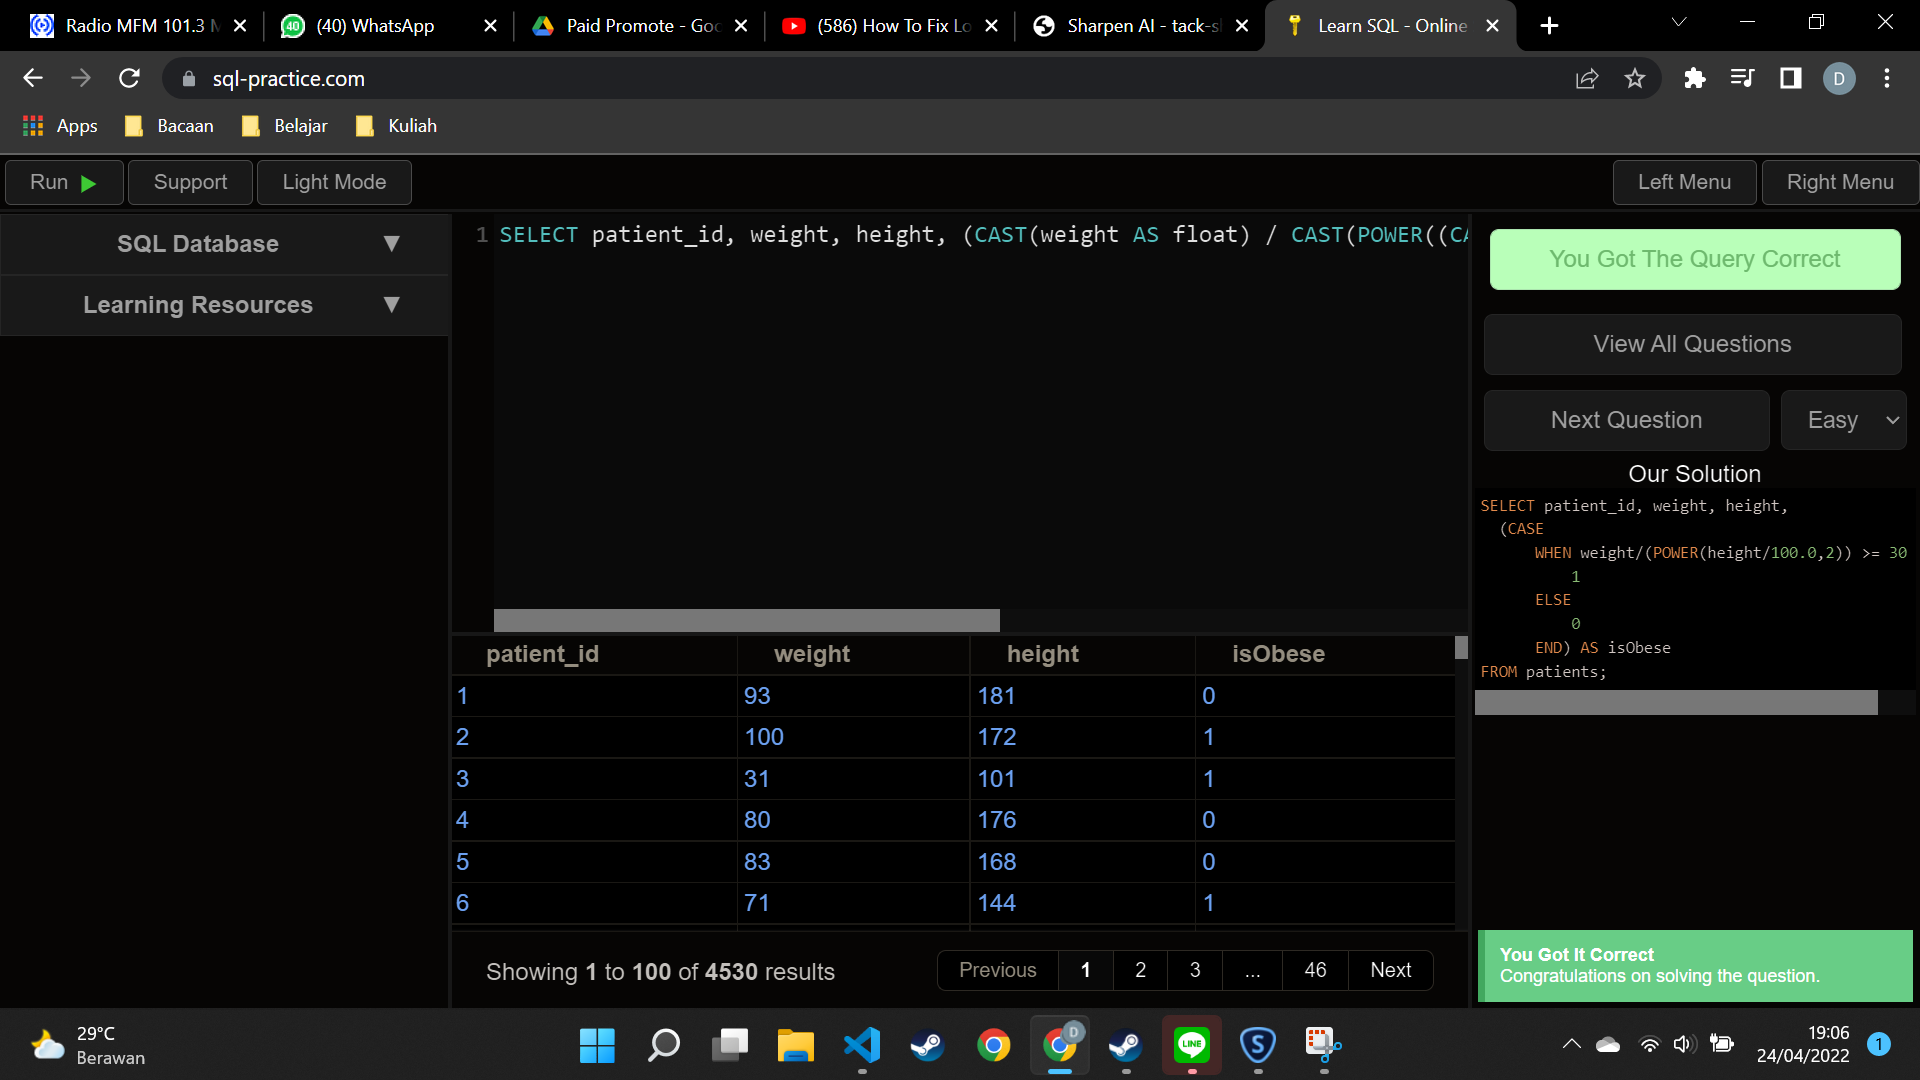 Radio MFM 101.3 M
(40) WhatsApp
Paid Promote - Goo
(586) How To Fix Lo
Sharpen AI - tack-sh
Learn SQL - Online
sql-practice.com
D
Apps
Bacaan
Belajar
Kuliah
Run
Support
Light Mode
Left Menu
Right Menu
SQL Database
Learning Resources
1 SELECT patient_id, weight, height, (CAST(weight AS float) / CAST(POWER((CA
You Got The Query Correct
View All Questions
Next Question
Easy
Our Solution
SELECT patient_id, weight, height,
(CASE
WHEN weight/(POWER(height/100.0,2)) >= 30
1
ELSE
0
END) AS isObese
FROM patients;
patient_id weight height isObese
1 93 181 0
2 100 172 1
3 31 101 1
4 80 176 0
5 83 168 0
6 71 144 1
Showing 1 to 100 of 4530 results
Previous 1 2 3 ... 46 Next
You Got It Correct
Congratulations on solving the question.
29°C
Berawan
D
LINE
S
19:06
24/04/2022
1